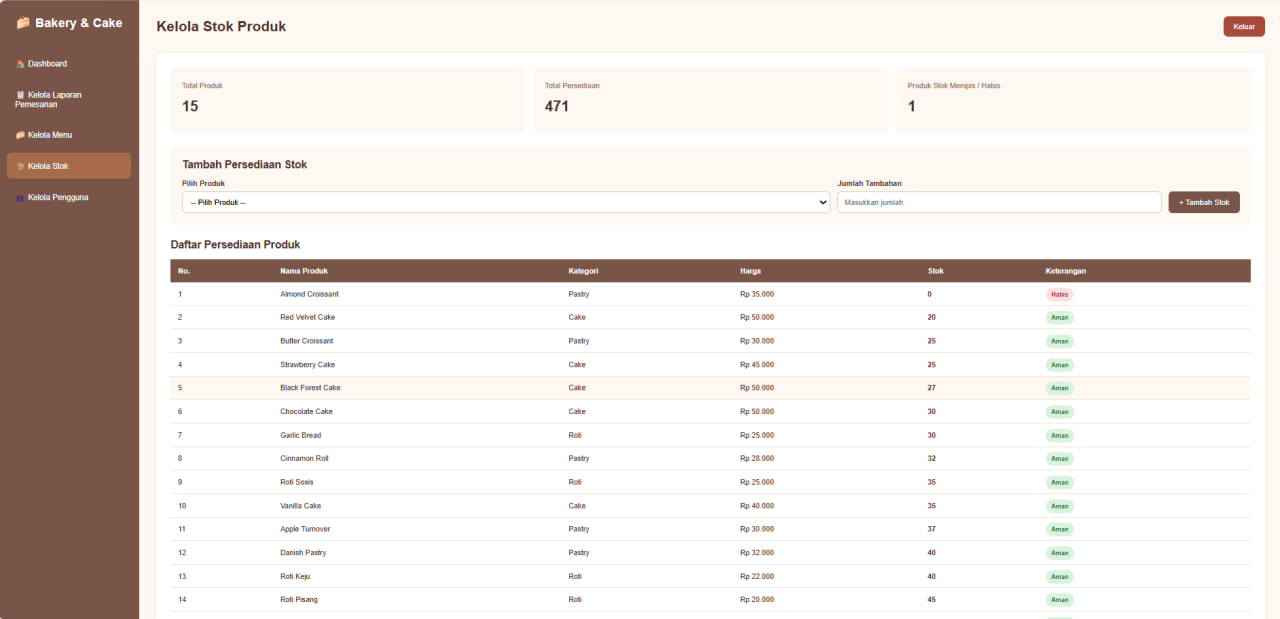 Bakery & Cake
Dashboard
Kelola Laporan
Pemesanan
Kelola Menu
Kelola Stok
Kelola Pengguna
Kelola Stok Produk
Keluar
Total Produk
15
Total Persediaan
471
Produk Stok Menipis / Habis
1
Tambah Persediaan Stok
Pilih Produk
-- Pilih Produk --
Jumlah Tambahan
Masukkan jumlah
+ Tambah Stok
Daftar Persediaan Produk
No. Nama Produk Kategori Harga Stok Keterangan
1 Almond Croissant Pastry Rp 35.000 0 Habis
2 Red Velvet Cake Cake Rp 50.000 20 Aman
3 Butter Croissant Pastry Rp 30.000 25 Aman
4 Strawberry Cake Cake Rp 45.000 25 Aman
5 Black Forest Cake Cake Rp 50.000 27 Aman
6 Chocolate Cake Cake Rp 50.000 30 Aman
7 Garlic Bread Roti Rp 25.000 30 Aman
8 Cinnamon Roll Pastry Rp 28.000 32 Aman
9 Roti Sosis Roti Rp 25.000 35 Aman
10 Vanilla Cake Cake Rp 40.000 35 Aman
11 Apple Turnover Pastry Rp 30.000 37 Aman
12 Danish Pastry Pastry Rp 32.000 40 Aman
13 Roti Keju Roti Rp 22.000 40 Aman
14 Roti Pisang Roti Rp 20.000 45 Aman